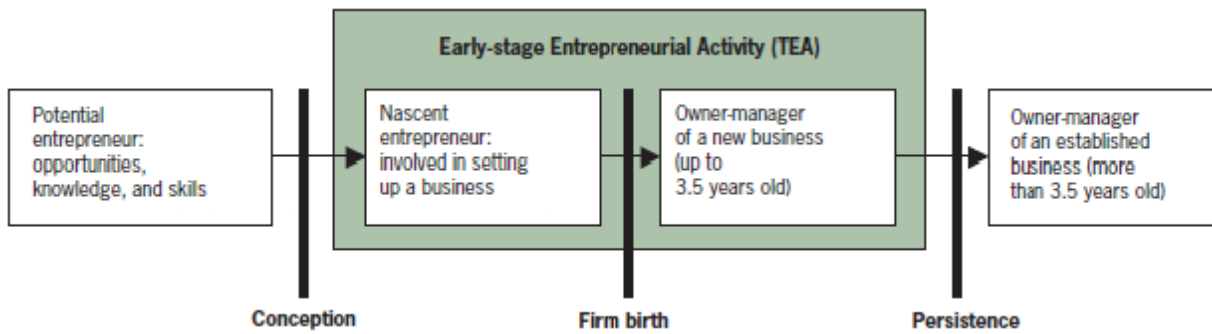 Early-stage Entrepreneurial Activity (TEA)
Potential
entrepreneur:
opportunities,
knowledge, and skills
Nascent
entrepreneur:
involved in setting
up a business
Owner-manager
of a new business
(up to
3.5 years old)
Owner-manager
of an established
business (more
than 3.5 years old)
Conception
Firm birth
Persistence